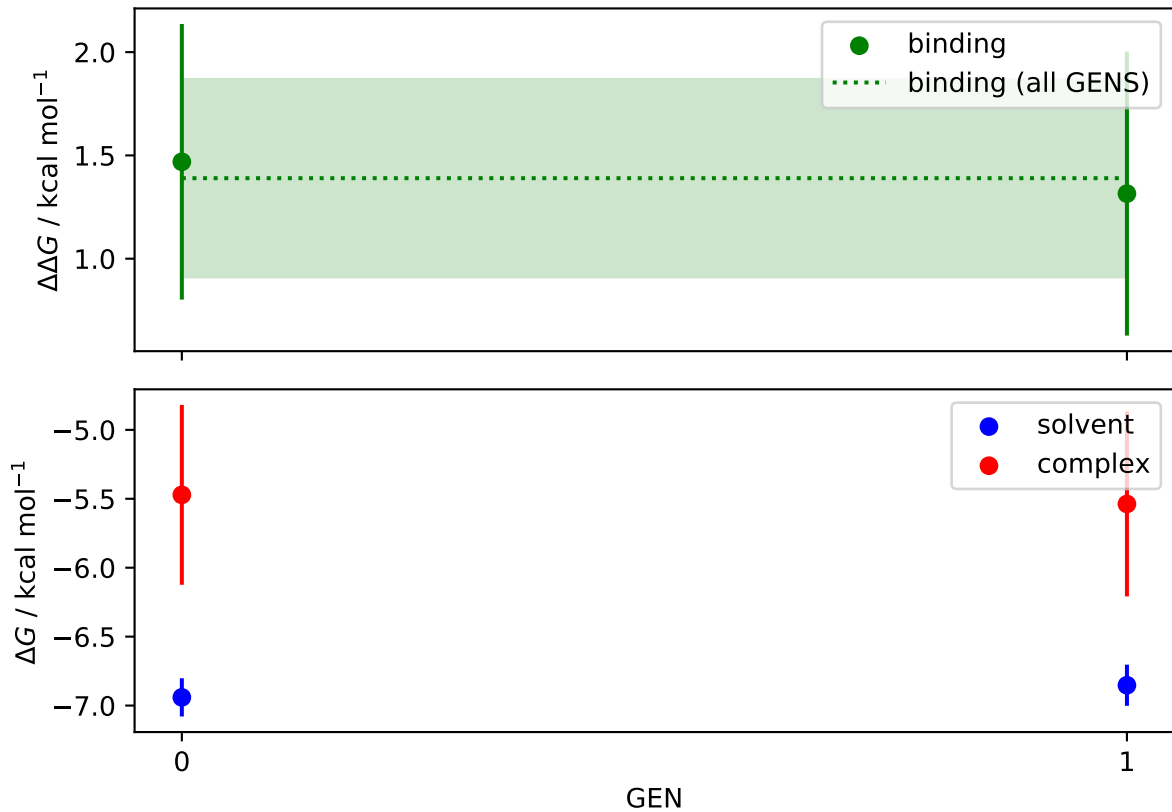 2.0
1.5
1.0
ΔΔG / kcal mol⁻¹
binding
binding (all GENS)
−5.0
−5.5
−6.0
−6.5
−7.0
ΔG / kcal mol⁻¹
solvent
complex
0 1
GEN